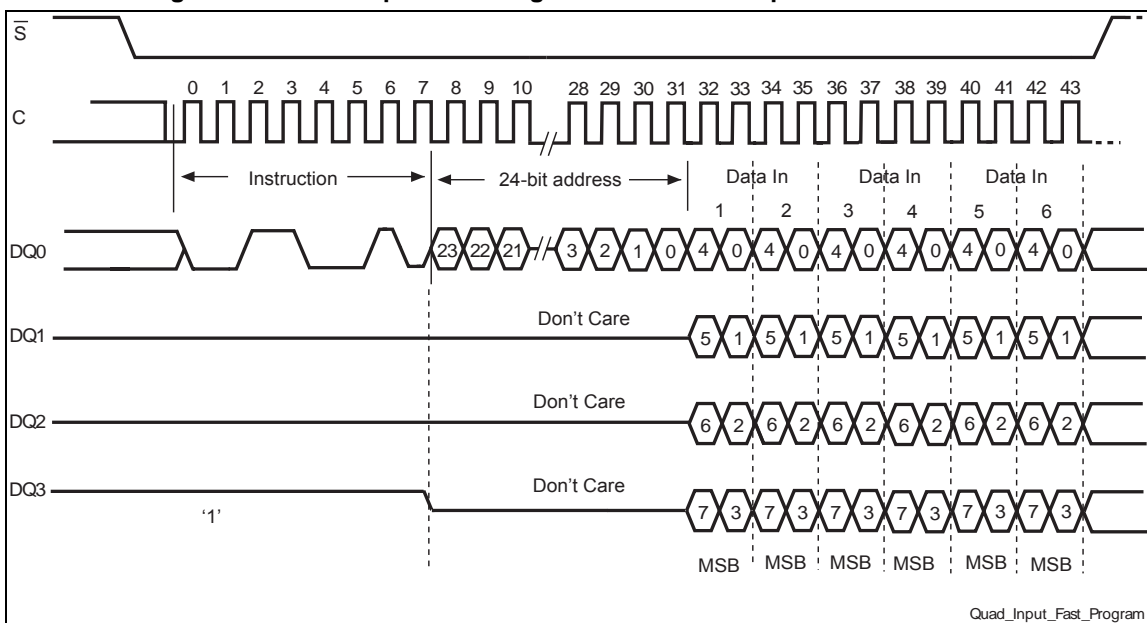 S
0 1 2 3 4 5 6 7 8 9 10 28 29 30 31 32 33 34 35 36 37 38 39 40 41 42 43
C
Instruction 24-bit address Data In Data In Data In
1 2 3 4 5 6
DQ0 23 22 21 3 2 1 0 4 0 4 0 4 0 4 0 4 0 4 0
Don't Care
DQ1 5 1 5 1 5 1 5 1 5 1 5 1
Don't Care
DQ2 6 2 6 2 6 2 6 2 6 2 6 2
Don't Care
DQ3 7 3 7 3 7 3 7 3 7 3 7 3
'1'
MSB MSB MSB MSB MSB MSB
Quad_Input_Fast_Program